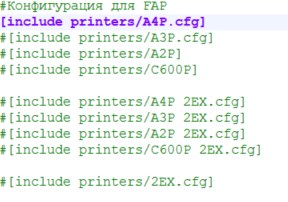 #Конфигурация для FAP
[include printers/A4P.cfg]
#[include printers/A3P.cfg]
#[include printers/A2P]
#[include printers/C600P]
#[include printers/A4P 2EX.cfg]
#[include printers/A3P 2EX.cfg]
#[include printers/A2P 2EX.cfg]
#[include printers/C600P 2EX.cfg]
#[include printers/2EX.cfg]